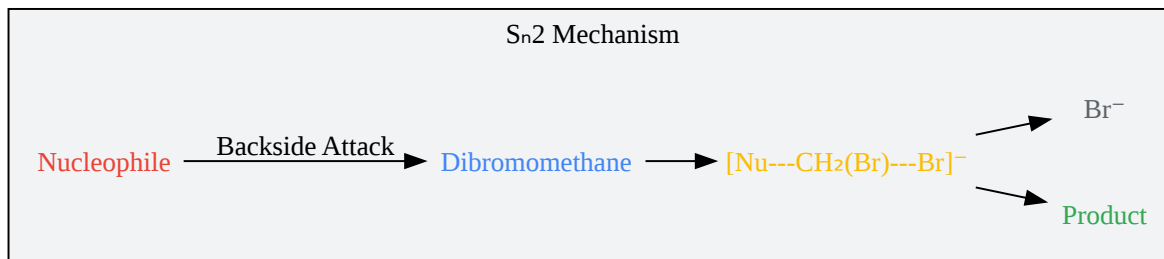 Sₙ2 Mechanism
Backside Attack
Nucleophile
Dibromomethane
[Nu---CH₂(Br)---Br]⁻
Br⁻
Product